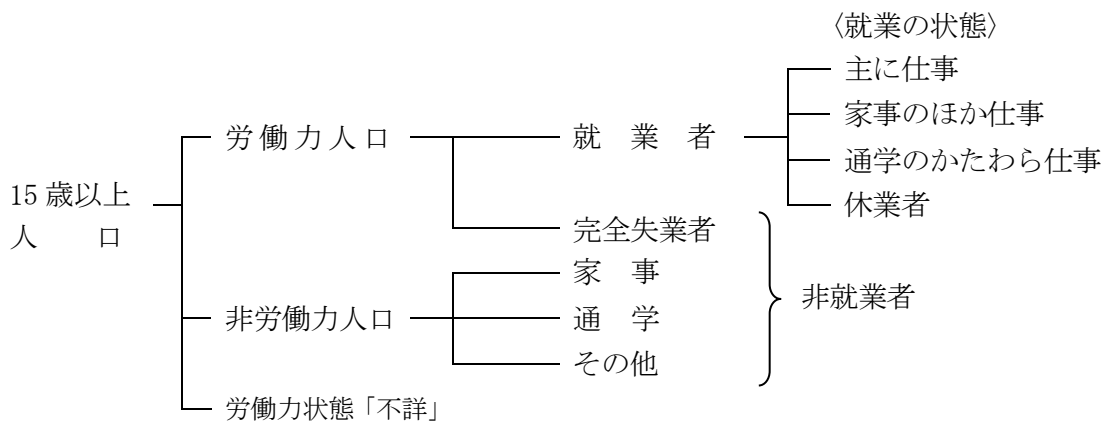 〈就業の状態〉
主に仕事
家事のほか仕事
労働力人口
就業者
通学のかたわら仕事
15歳以上
人口
休業者
完全失業者
家事
非就業者
非労働力人口
通学
その他
労働力状態「不詳」